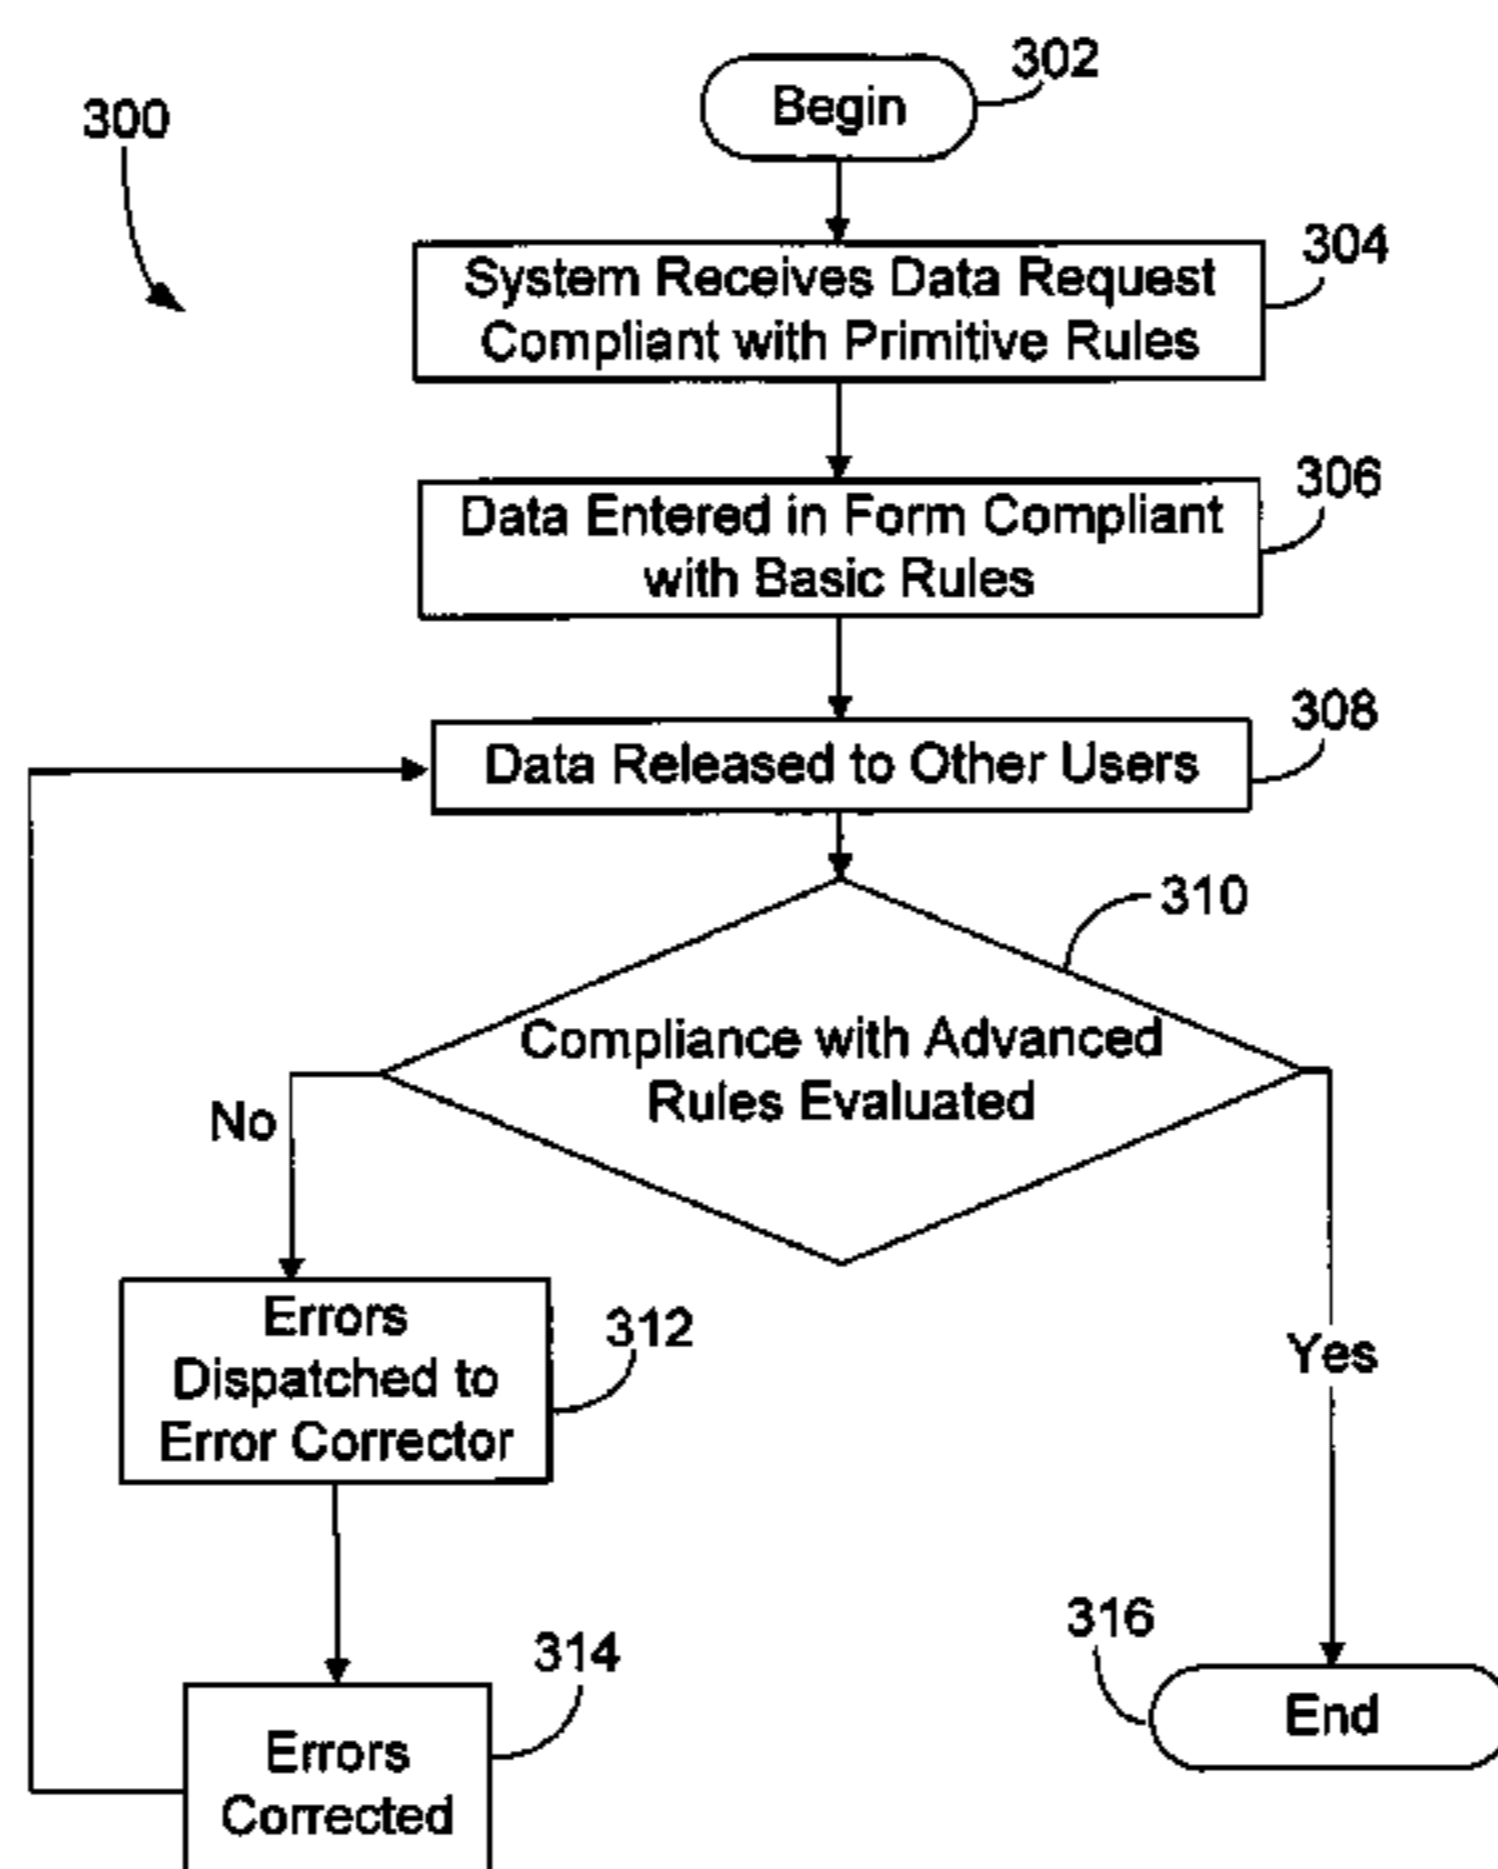 302
Begin
300
304
System Receives Data Request
Compliant with Primitive Rules
306
Data Entered in Form Compliant
with Basic Rules
308
Data Released to Other Users
310
Compliance with Advanced
Rules Evaluated
No
Errors
Dispatched to
Error Corrector
312
Yes
314
Errors
Corrected
316
End